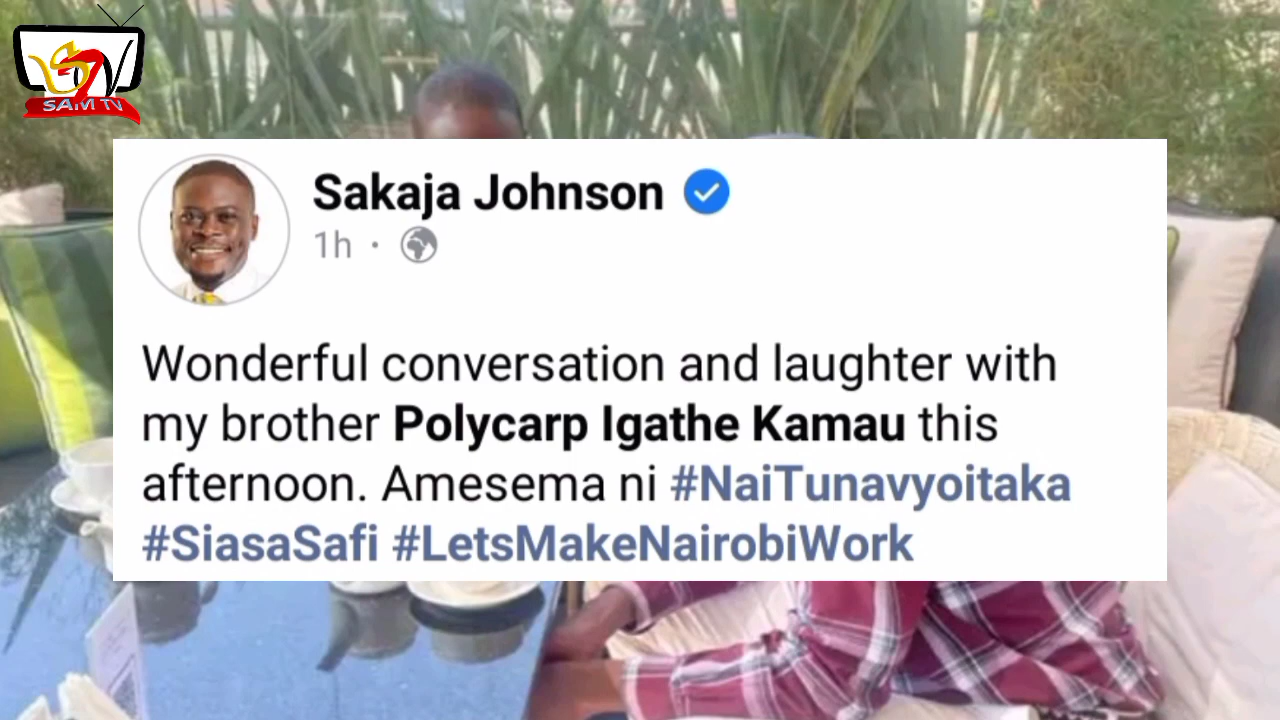 SAM TV
Sakaja Johnson
1h ·
Wonderful conversation and laughter with
my brother Polycarp Igathe Kamau this
afternoon. Amesema ni #NaiTunavyoitaka
#SiasaSafi #LetsMakeNairobiWork